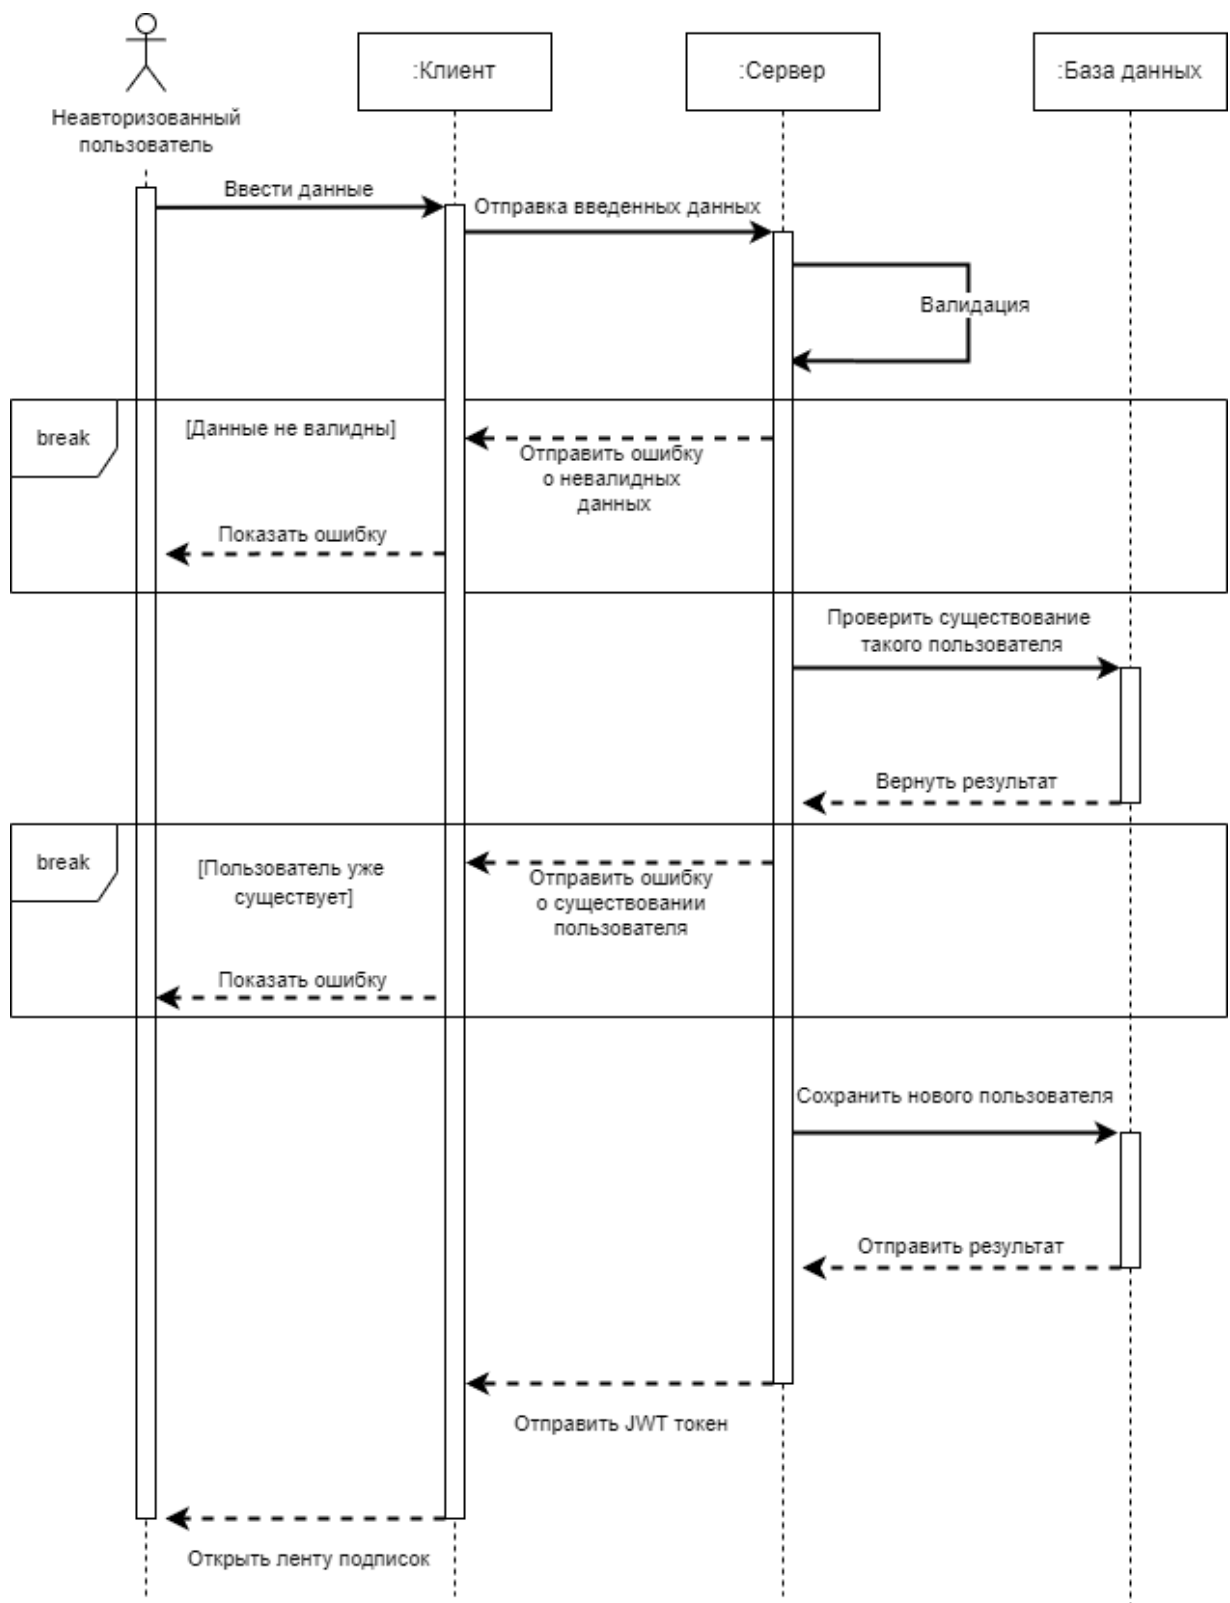 :Клиент
:Сервер
:База данных
Неавторизованный
пользователь
Ввести данные
Отправка введенных данных
Валидация
break
[Данные не валидны]
Отправить ошибку
о невалидных
данных
Показать ошибку
Проверить существование
такого пользователя
Вернуть результат
break
[Пользователь уже
существует]
Отправить ошибку
о существовании
пользователя
Показать ошибку
Сохранить нового пользователя
Отправить результат
Отправить JWT токен
Открыть ленту подписок